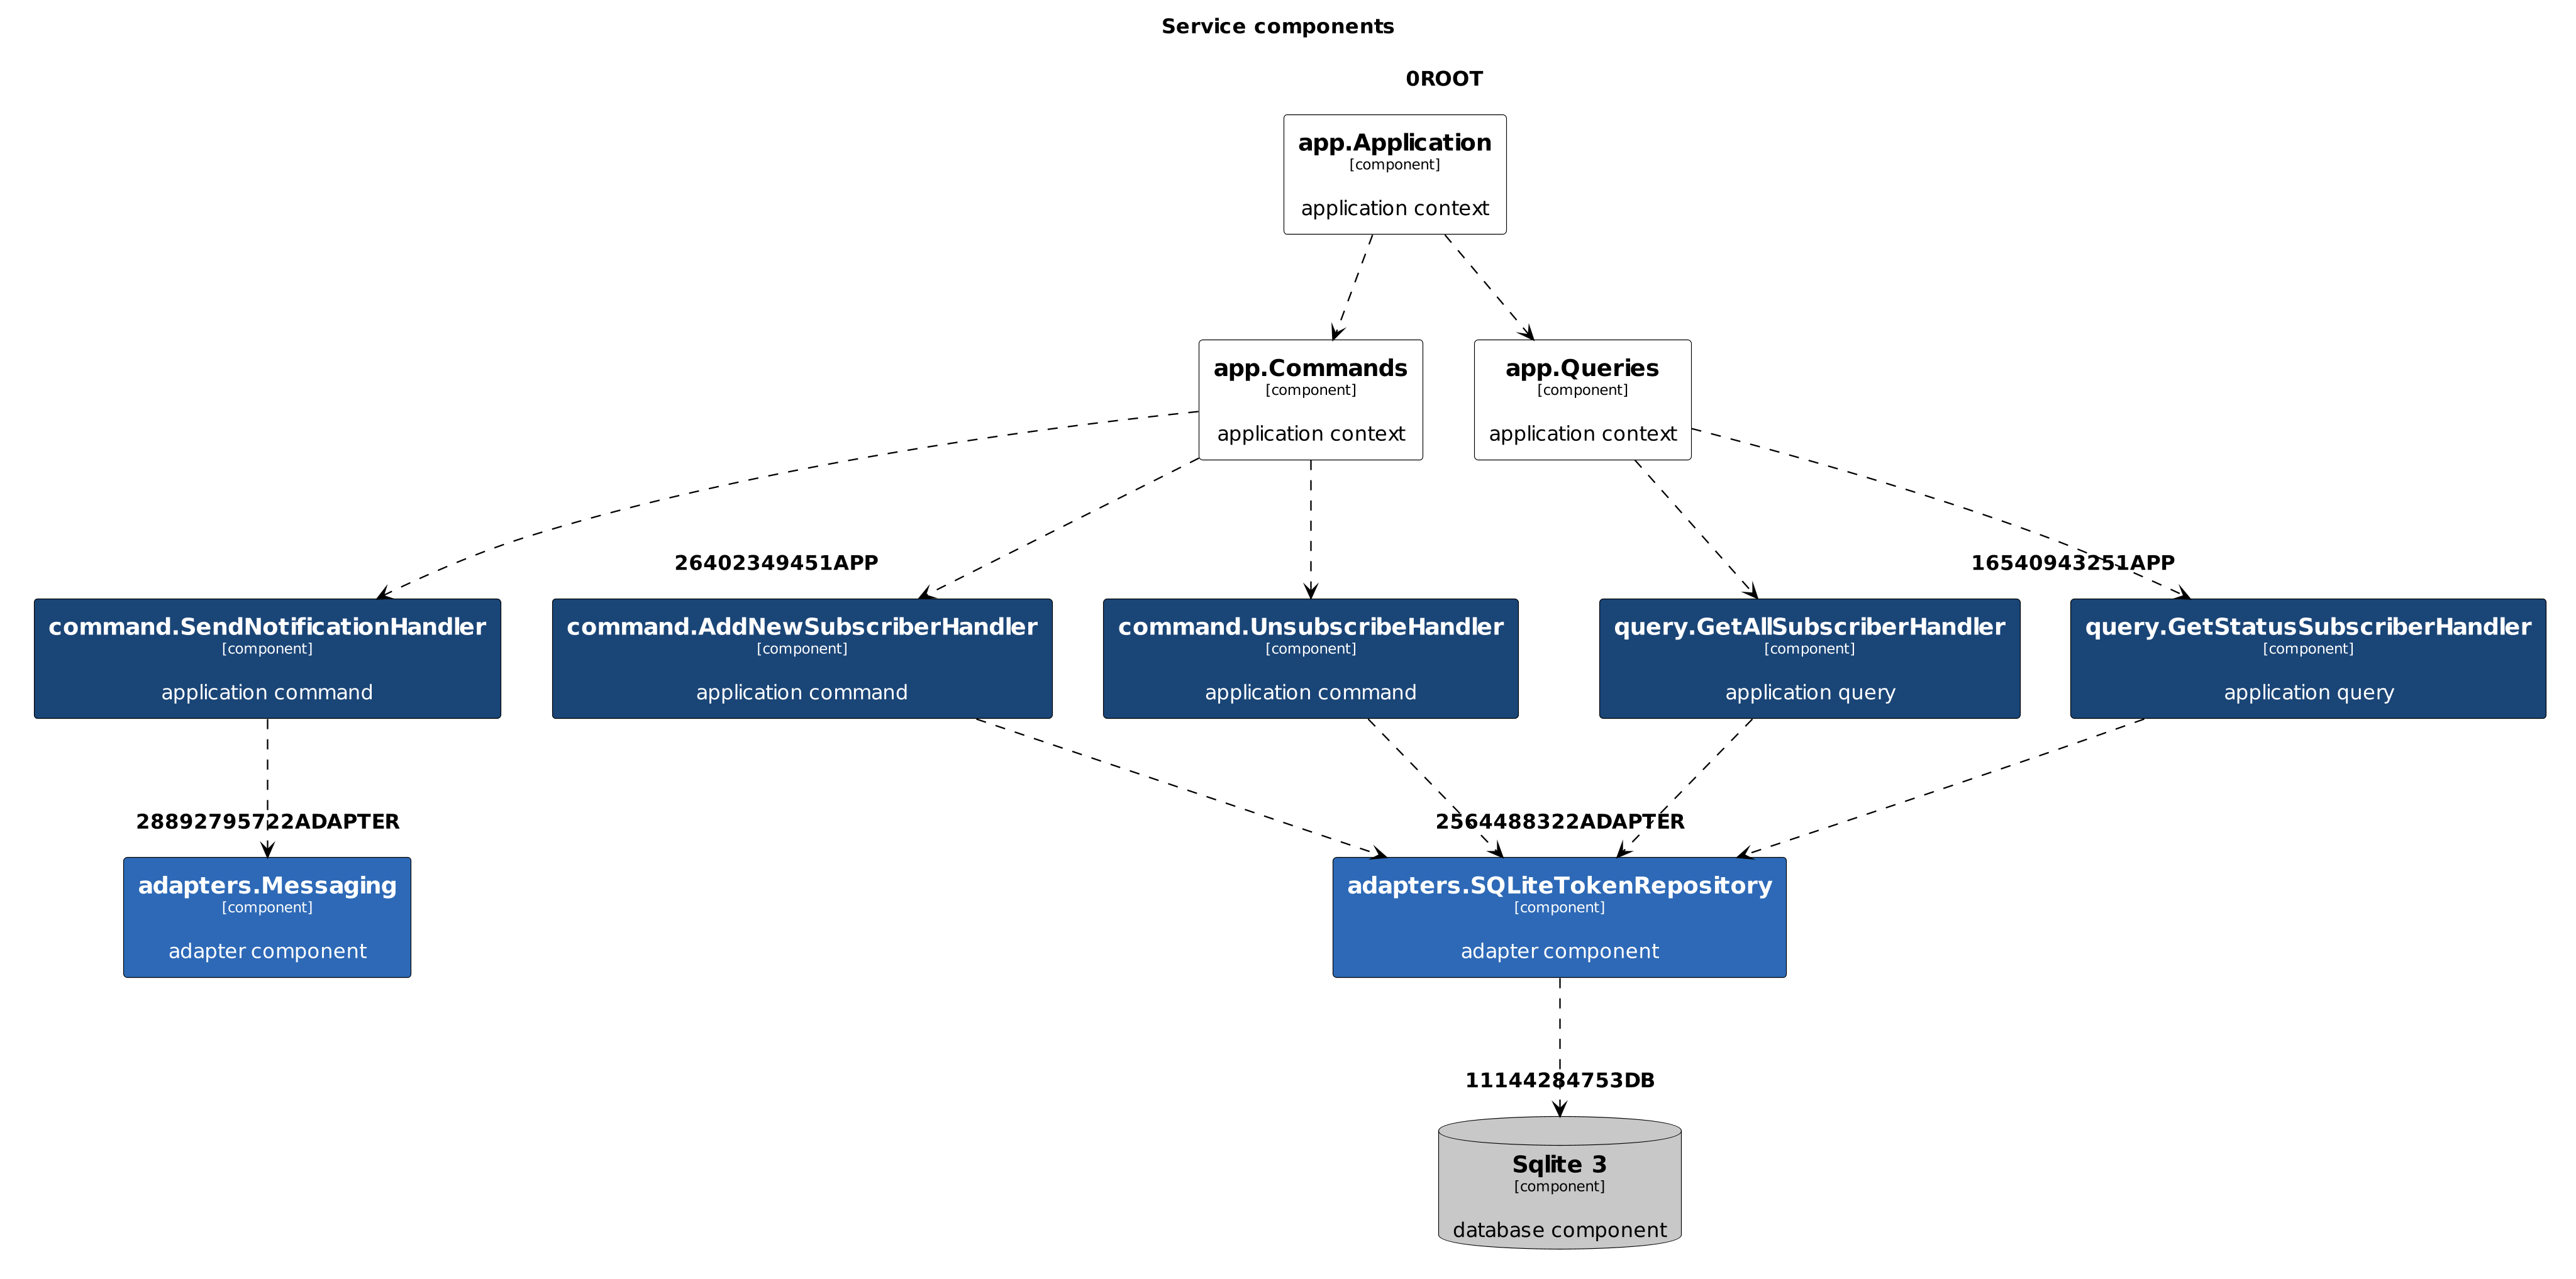 Service components
0ROOT
app.Application
[component]
application context
app.Commands
[component]
application context
app.Queries
[component]
application context
26402349451APP
16540943251APP
command.SendNotificationHandler
[component]
application command
command.AddNewSubscriberHandler
[component]
application command
command.UnsubscribeHandler
[component]
application command
query.GetAllSubscriberHandler
[component]
application query
query.GetStatusSubscriberHandler
[component]
application query
28892795722ADAPTER
2564488322ADAPTER
adapters.Messaging
[component]
adapter component
adapters.SQLiteTokenRepository
[component]
adapter component
11144284753DB
Sqlite 3
[component]
database component